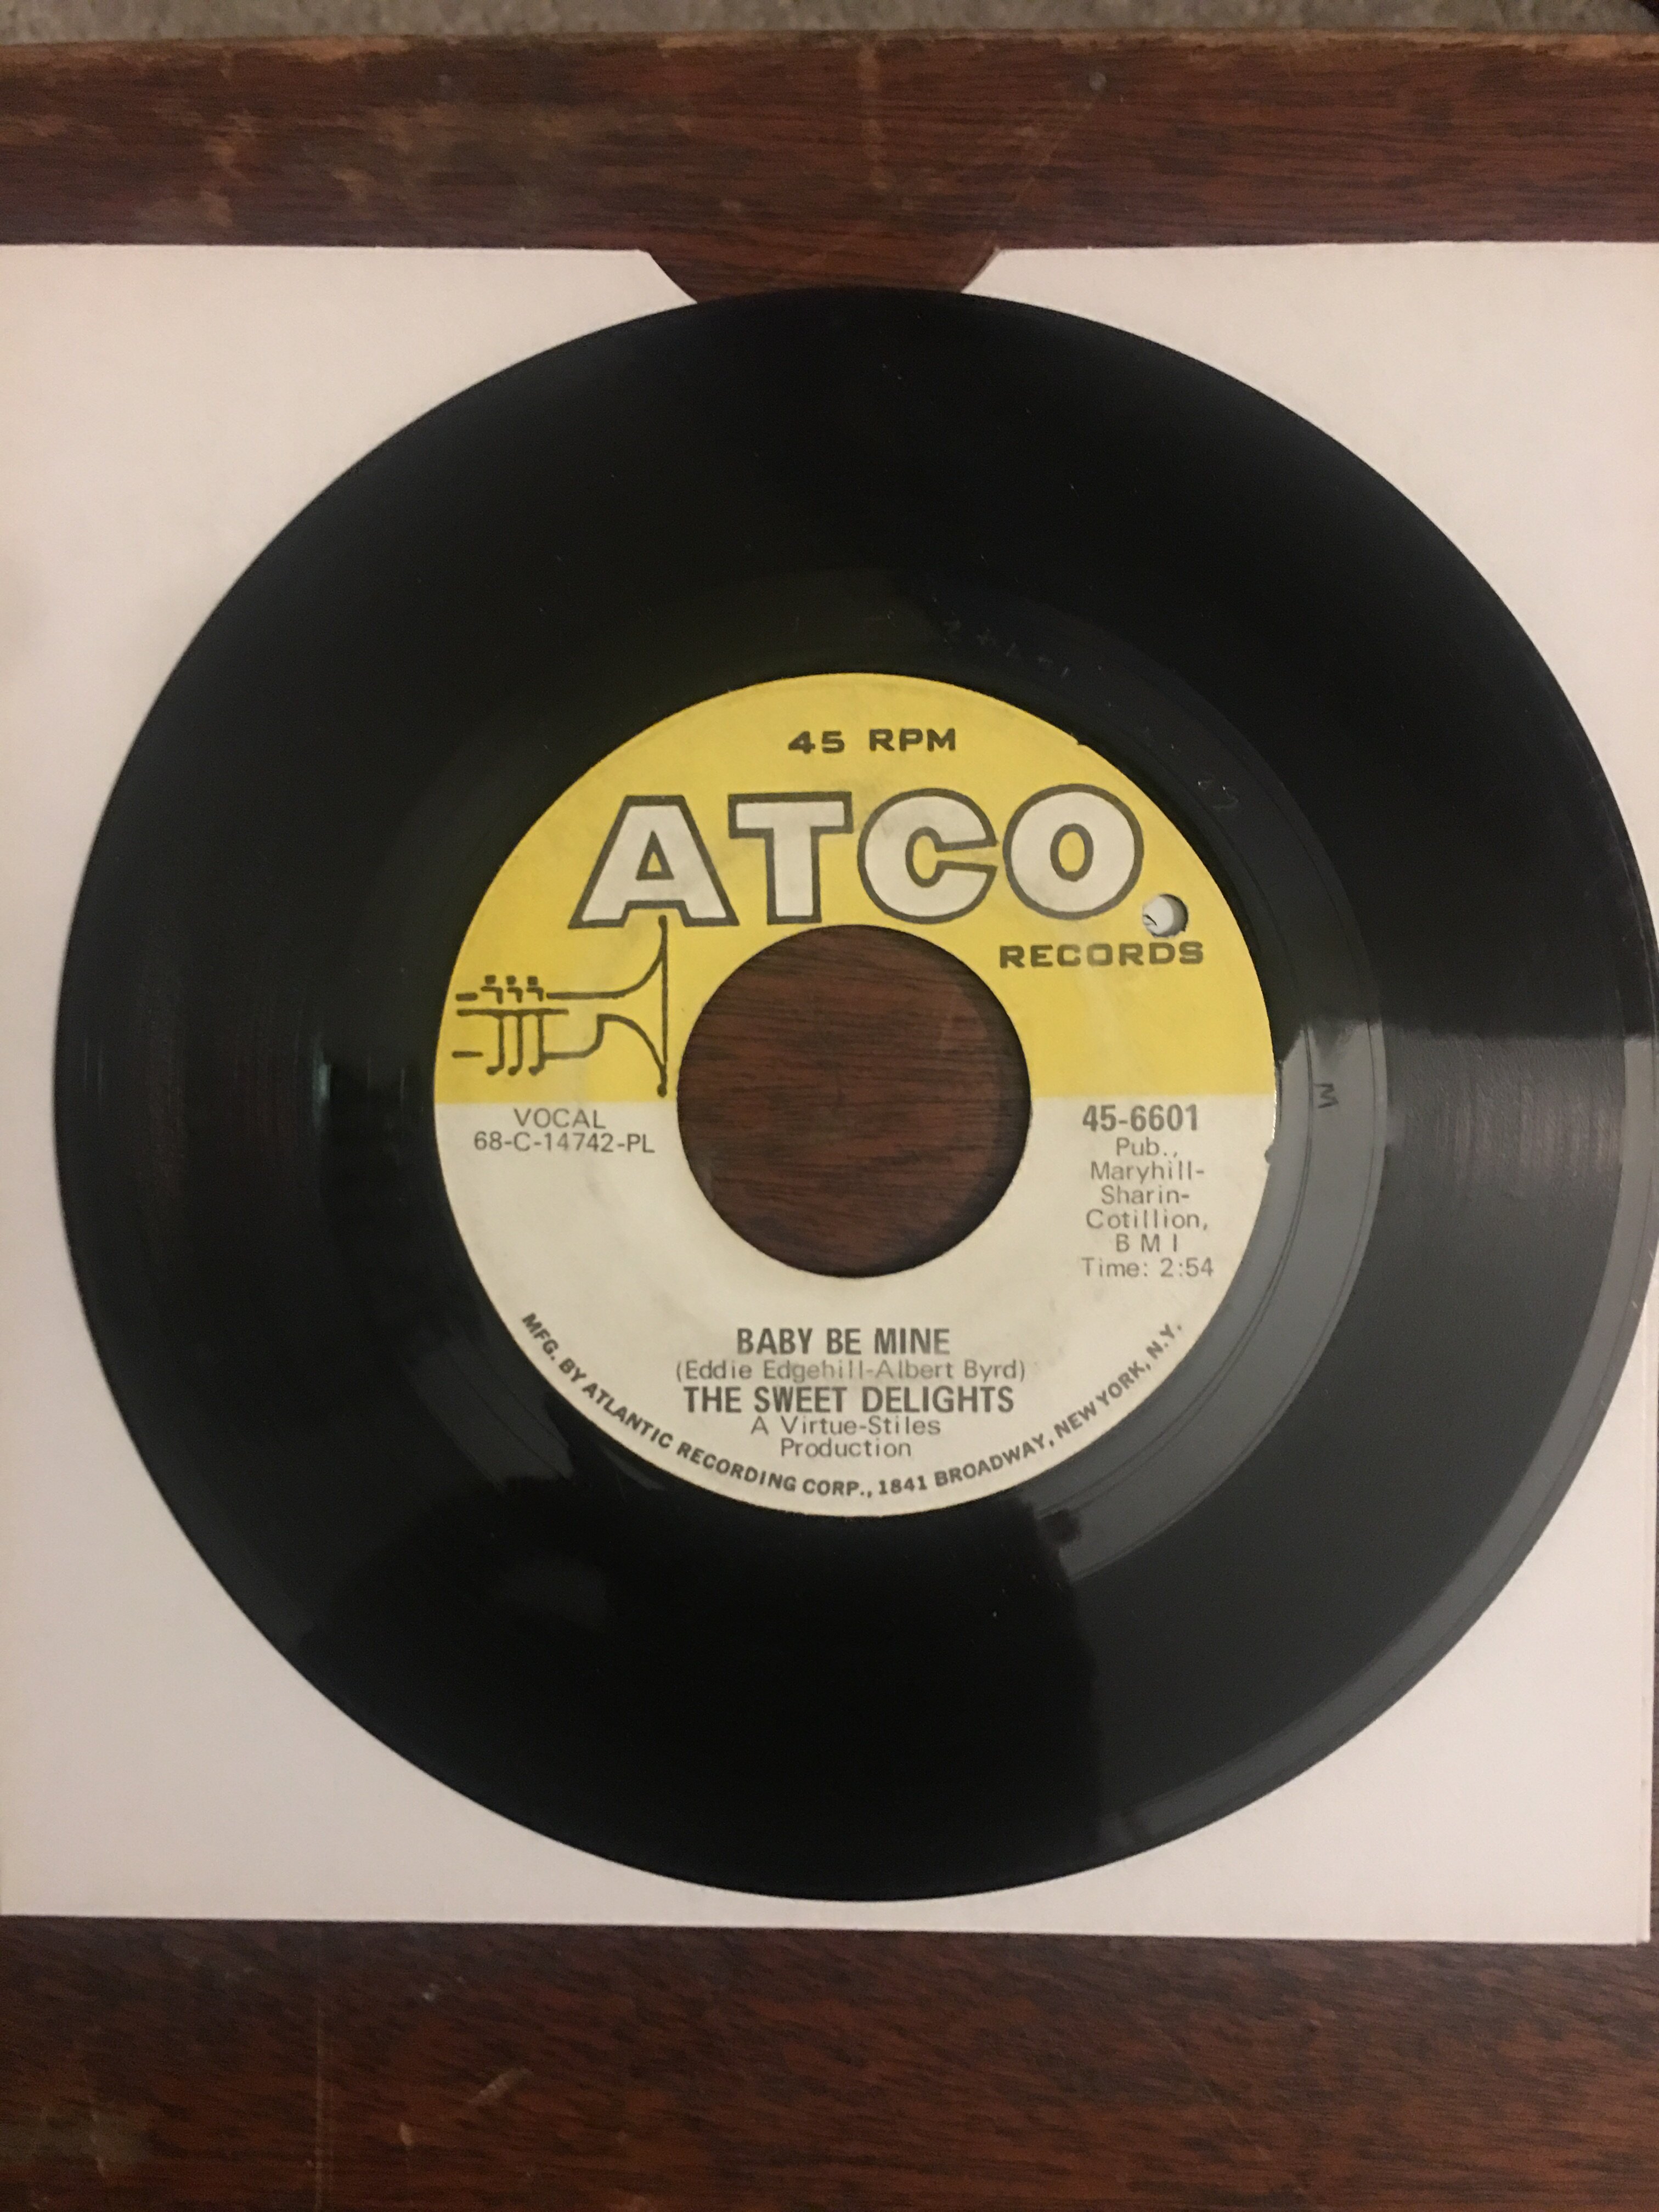 45 RPM
ATCO
RECORDS
VOCAL
68-C-14742-PL
45-6601
Pub.,
Maryhill-
Sharin-
Cotillion,
B M I
Time: 2:54
BABY BE MINE
(Eddie Edgehill-Albert Byrd)
THE SWEET DELIGHTS
A Virtue-Stiles
Production
MFG. BY ATLANTIC RECORDING CORP., 1841 BROADWAY, NEW YORK, N.Y.
M